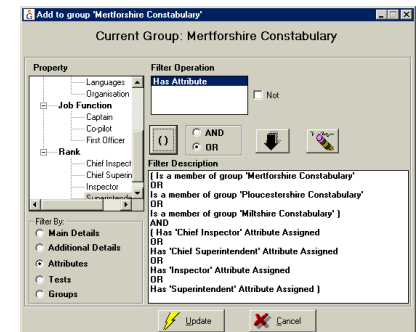 Add to group 'Mertforshire Constabulary'
Current Group: Mertforshire Constabulary
Property
Filter Operation
Languages
Organisation
Job Function
Captain
Co-pilot
First Officer
Rank
Chief Inspect
Chief Superin
Inspector
Superintende
Has Attribute
Not
( )
AND
OR
Filter Description
( Is a member of group 'Mertforshire Constabulary'
OR
Is a member of group 'Ploucestershire Constabulary'
OR
Is a member of group 'Miltshire Constabulary' )
AND
( Has 'Chief Inspector' Attribute Assigned
OR
Has 'Chief Superintendent' Attribute Assigned
OR
Has 'Inspector' Attribute Assigned
OR
Has 'Superintendent' Attribute Assigned )
Filter By:
Main Details
Additional Details
Attributes
Tests
Groups
Update
Cancel